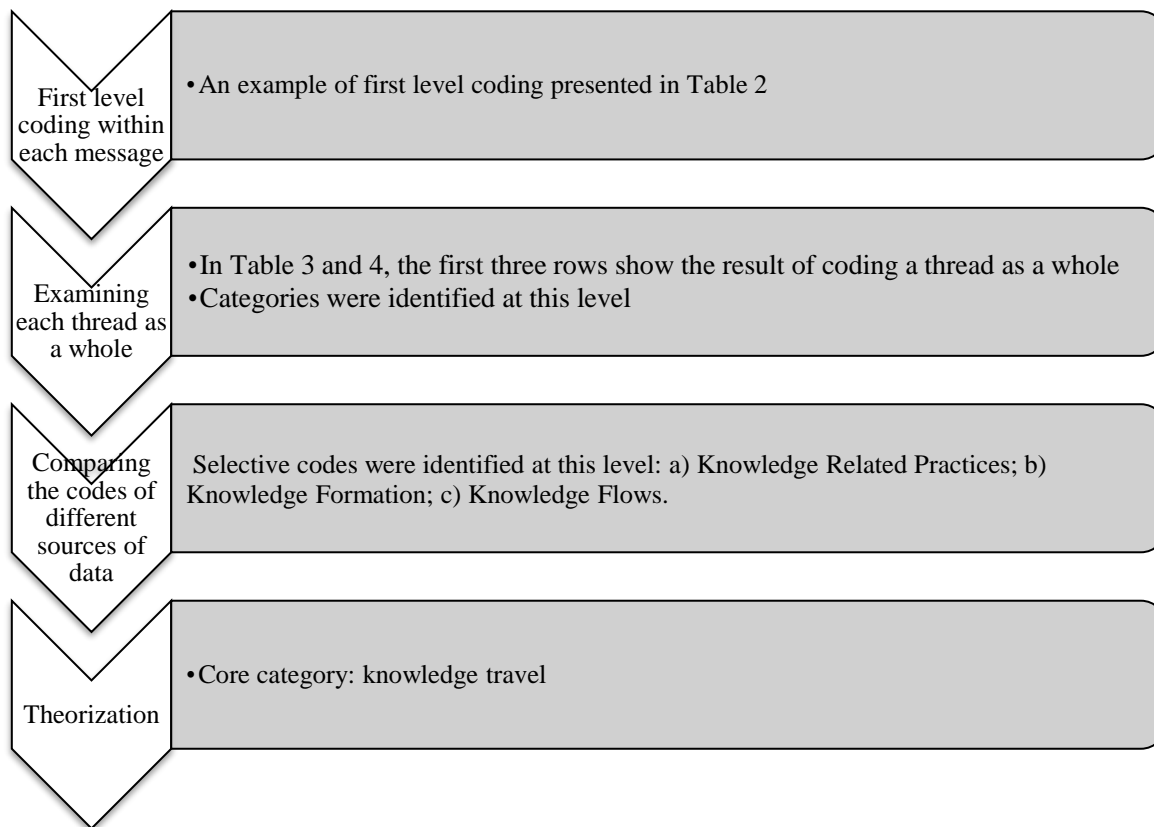 First level
coding within
each message
•An example of first level coding presented in Table 2
Examining
each thread as
a whole
•In Table 3 and 4, the first three rows show the result of coding a thread as a whole
•Categories were identified at this level
Comparing
the codes of
different
sources of
data
Selective codes were identified at this level: a) Knowledge Related Practices; b)
Knowledge Formation; c) Knowledge Flows.
Theorization
•Core category: knowledge travel